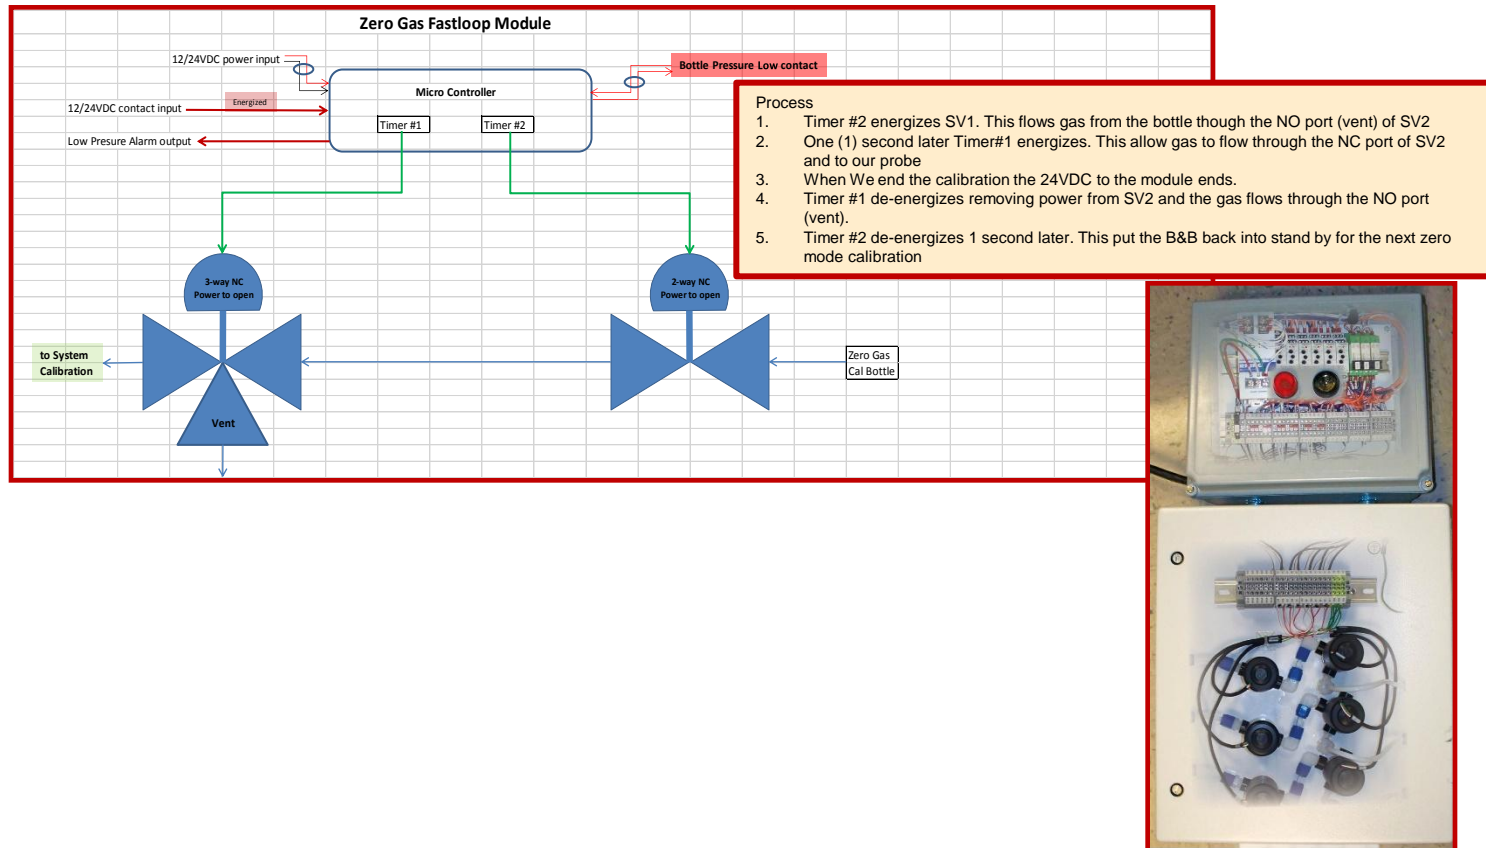 Zero Gas Fastloop Module
12/24VDC power input
Bottle Pressure Low contact
Micro Controller
12/24VDC contact input
Energized
Timer #1
Timer #2
Low Presure Alarm output
Process
1. Timer #2 energizes SV1. This flows gas from the bottle though the NO port (vent) of SV2
2. One (1) second later Timer#1 energizes. This allow gas to flow through the NC port of SV2
and to our probe
3. When We end the calibration the 24VDC to the module ends.
4. Timer #1 de-energizes removing power from SV2 and the gas flows through the NO port
(vent).
5. Timer #2 de-energizes 1 second later. This put the B&B back into stand by for the next zero
mode calibration
3-way NC
Power to open
2-way NC
Power to open
to System
Calibration
Zero Gas
Cal Bottle
Vent